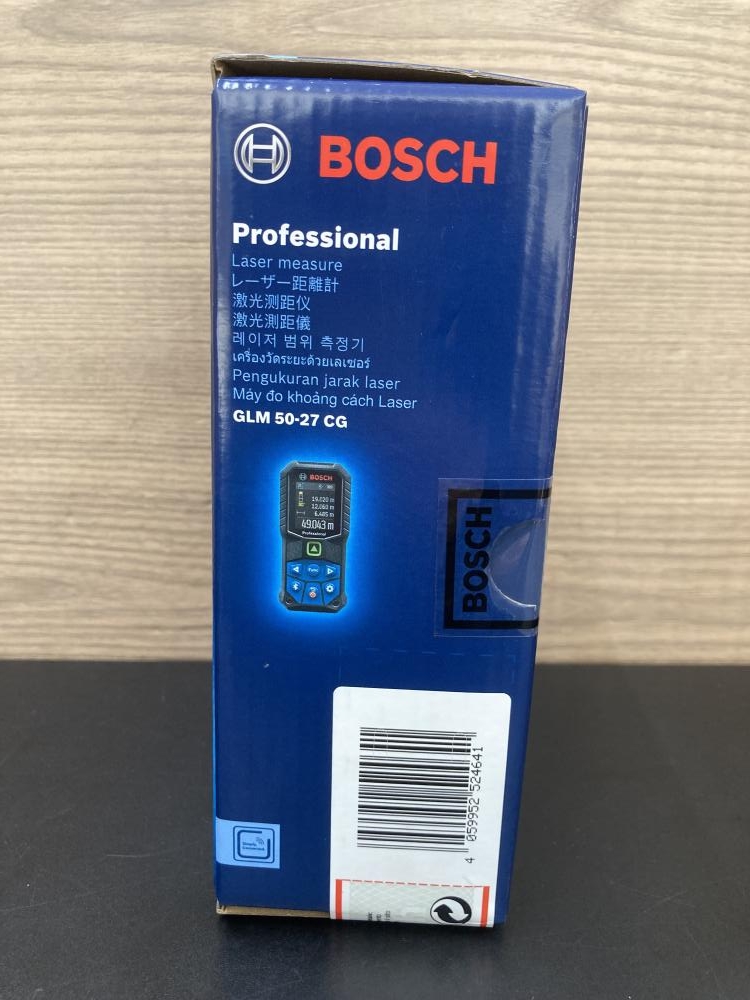 BOSCH
Professional
Laser measure
レーザー距離計
激光测距仪
激光測距儀
레이저 범위 측정기
เครื่องวัดระยะด้วยเลเซอร์
Pengukuran jarak laser
Máy đo khoảng cách Laser
GLM 50-27 CG
BOSCH
19.020 m
12.060 m
6.485 m
49.043 m
Professional
Func
BOSCH
4 059952 524641